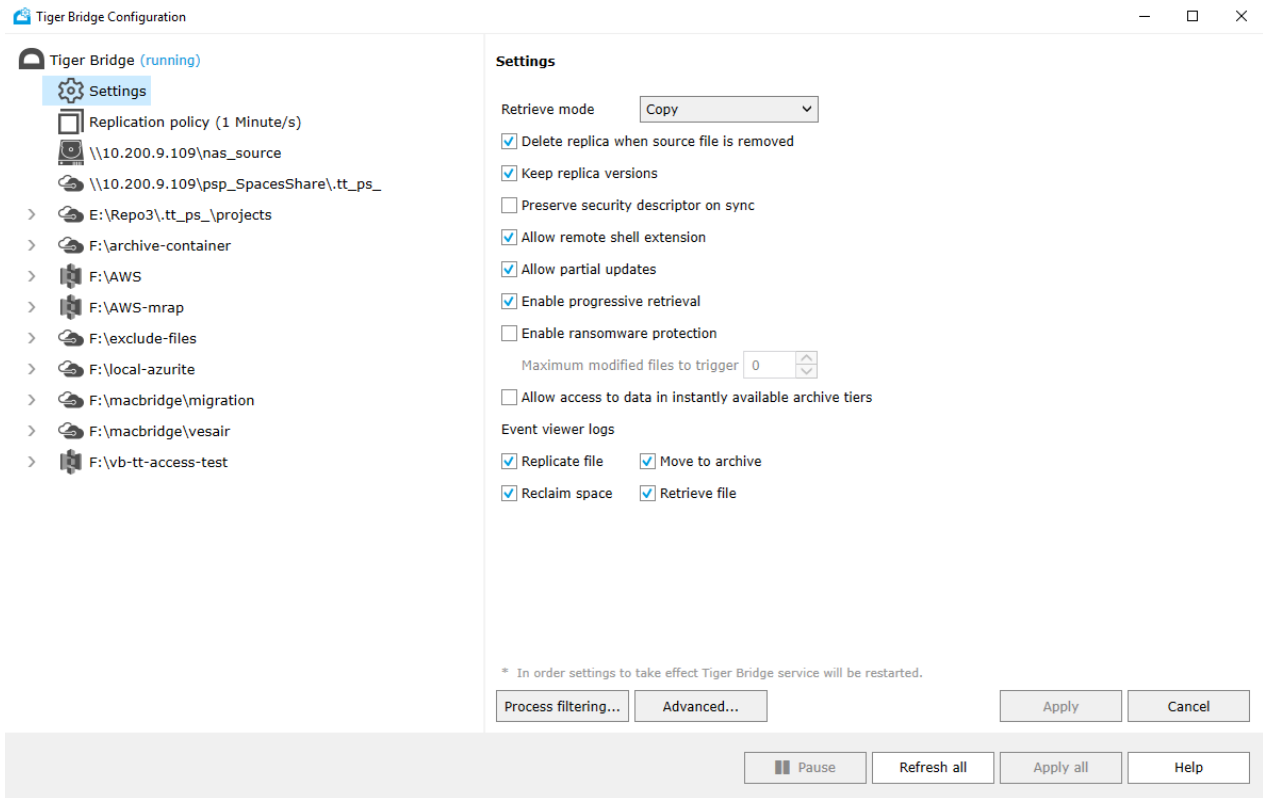 Tiger Bridge Configuration
Tiger Bridge (running)
Settings
Replication policy (1 Minute/s)
\\10.200.9.109\nas_source
\\10.200.9.109\psp_SpacesShare\.tt_ps_
E:\Repo3\.tt_ps_\projects
F:\archive-container
F:\AWS
F:\AWS-mrap
F:\exclude-files
F:\local-azurite
F:\macbridge\migration
F:\macbridge\vesair
F:\vb-tt-access-test
Settings
Retrieve mode Copy
Delete replica when source file is removed
Keep replica versions
Preserve security descriptor on sync
Allow remote shell extension
Allow partial updates
Enable progressive retrieval
Enable ransomware protection
Maximum modified files to trigger 0
Allow access to data in instantly available archive tiers
Event viewer logs
Replicate file Move to archive
Reclaim space Retrieve file
* In order settings to take effect Tiger Bridge service will be restarted.
Process filtering... Advanced... Apply Cancel
Pause Refresh all Apply all Help